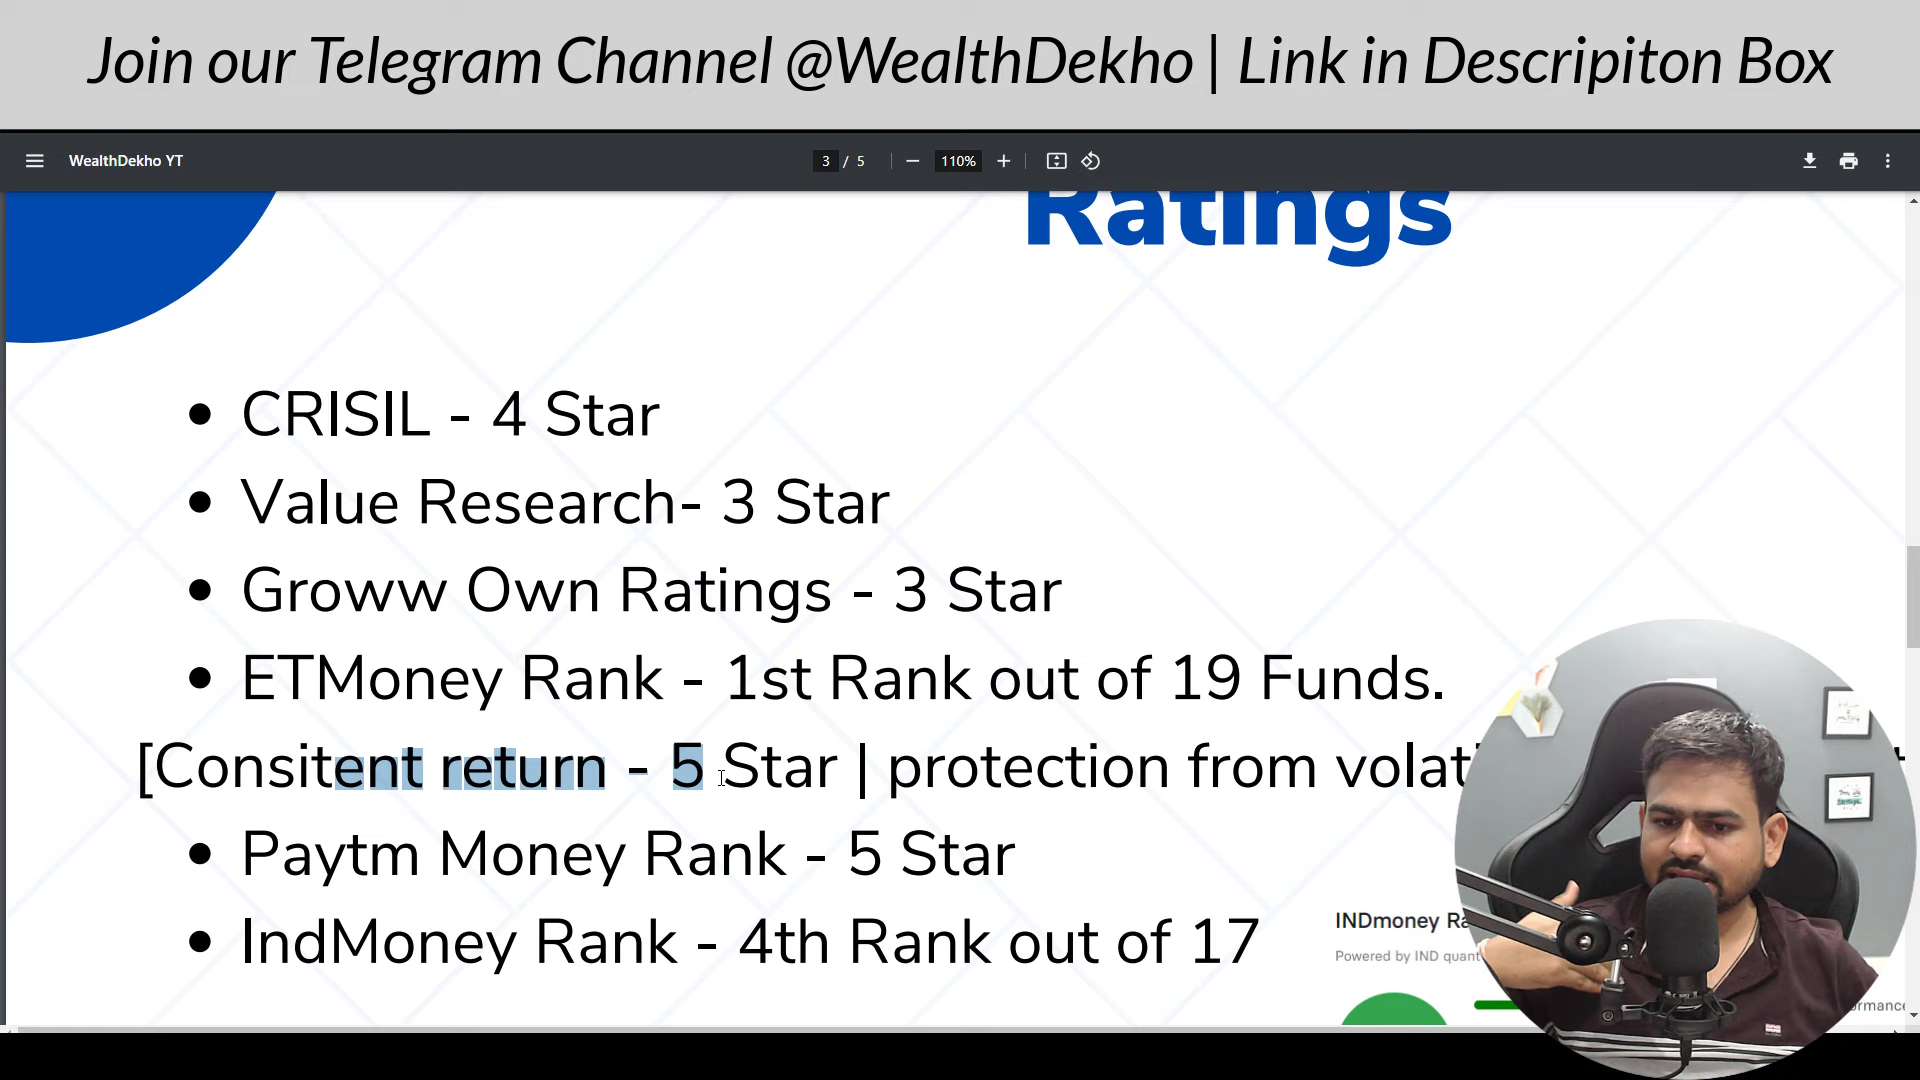 Join our Telegram Channel @WealthDekho | Link in Descripiton Box
WealthDekho YT
3 / 5
110%
Ratings
• CRISIL - 4 Star
• Value Research- 3 Star
• Groww Own Ratings - 3 Star
• ETMoney Rank - 1st Rank out of 19 Funds.
[Consitent return - 5 Star | protection from volati
• Paytm Money Rank - 5 Star
• IndMoney Rank - 4th Rank out of 17
INDmoney Ra
Powered by IND quant
ormance